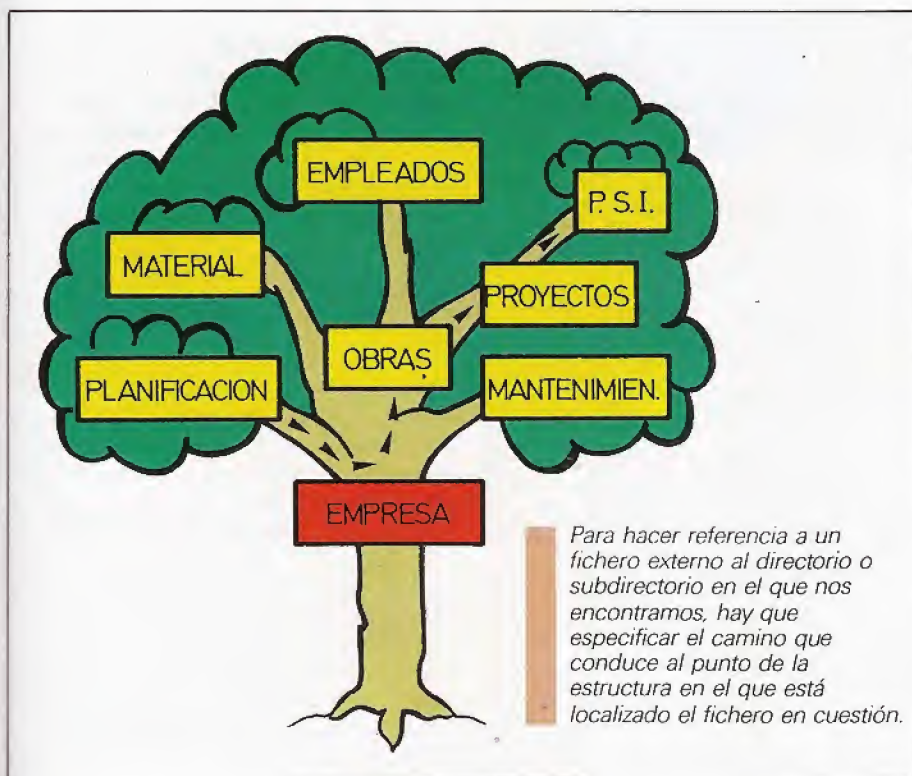 EMPLEADOS
P. S. I.
MATERIAL
PROYECTOS
OBRAS
PLANIFICACION
MANTENIMIEN.
EMPRESA
Para hacer referencia a un
fichero externo al directorio o
subdirectorio en el que nos
encontramos, hay que
especificar el camino que
conduce al punto de la
estructura en el que está
localizado el fichero en cuestión.